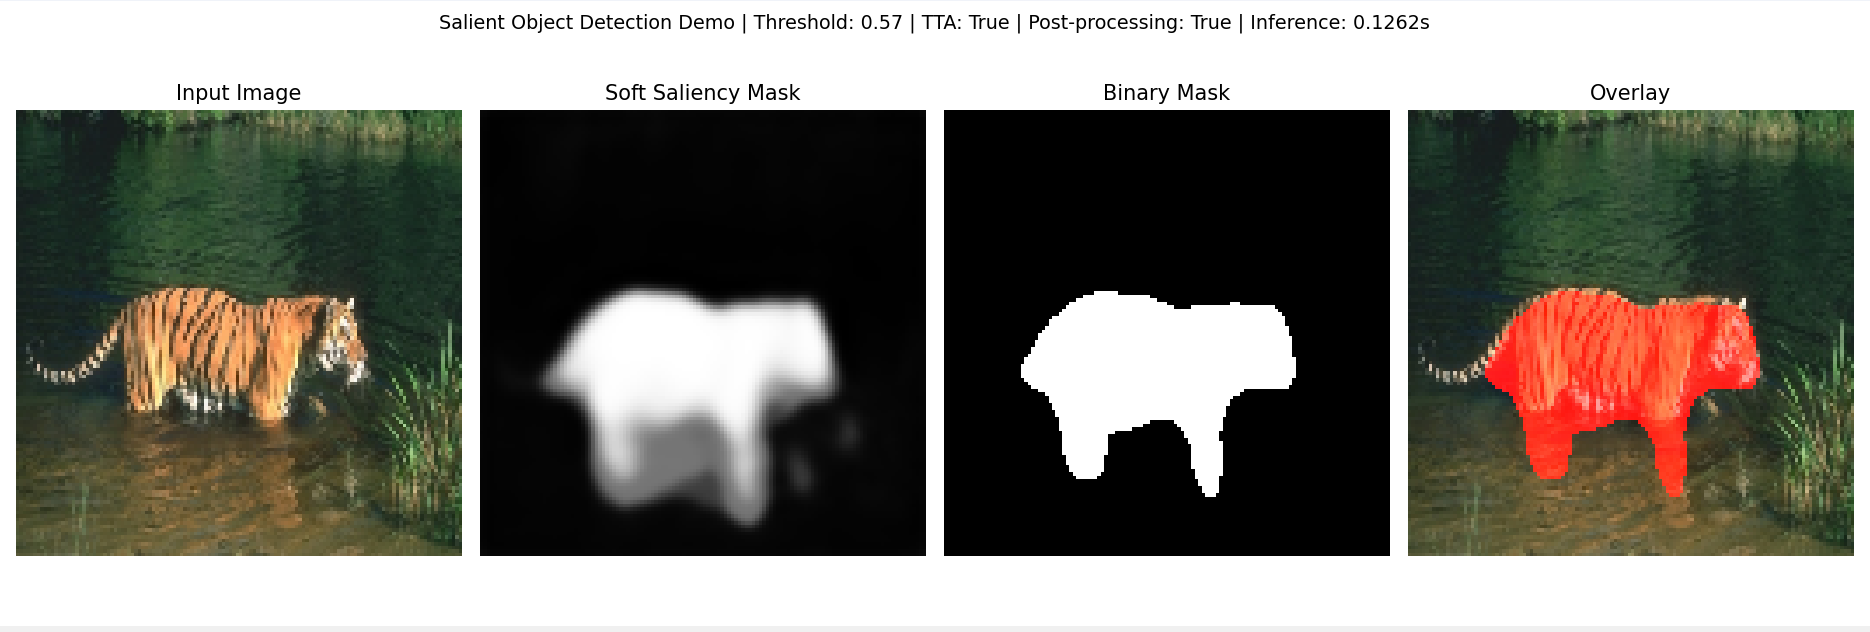 Salient Object Detection Demo | Threshold: 0.57 | TTA: True | Post-processing: True | Inference: 0.1262s
Input Image
Soft Saliency Mask
Binary Mask
Overlay